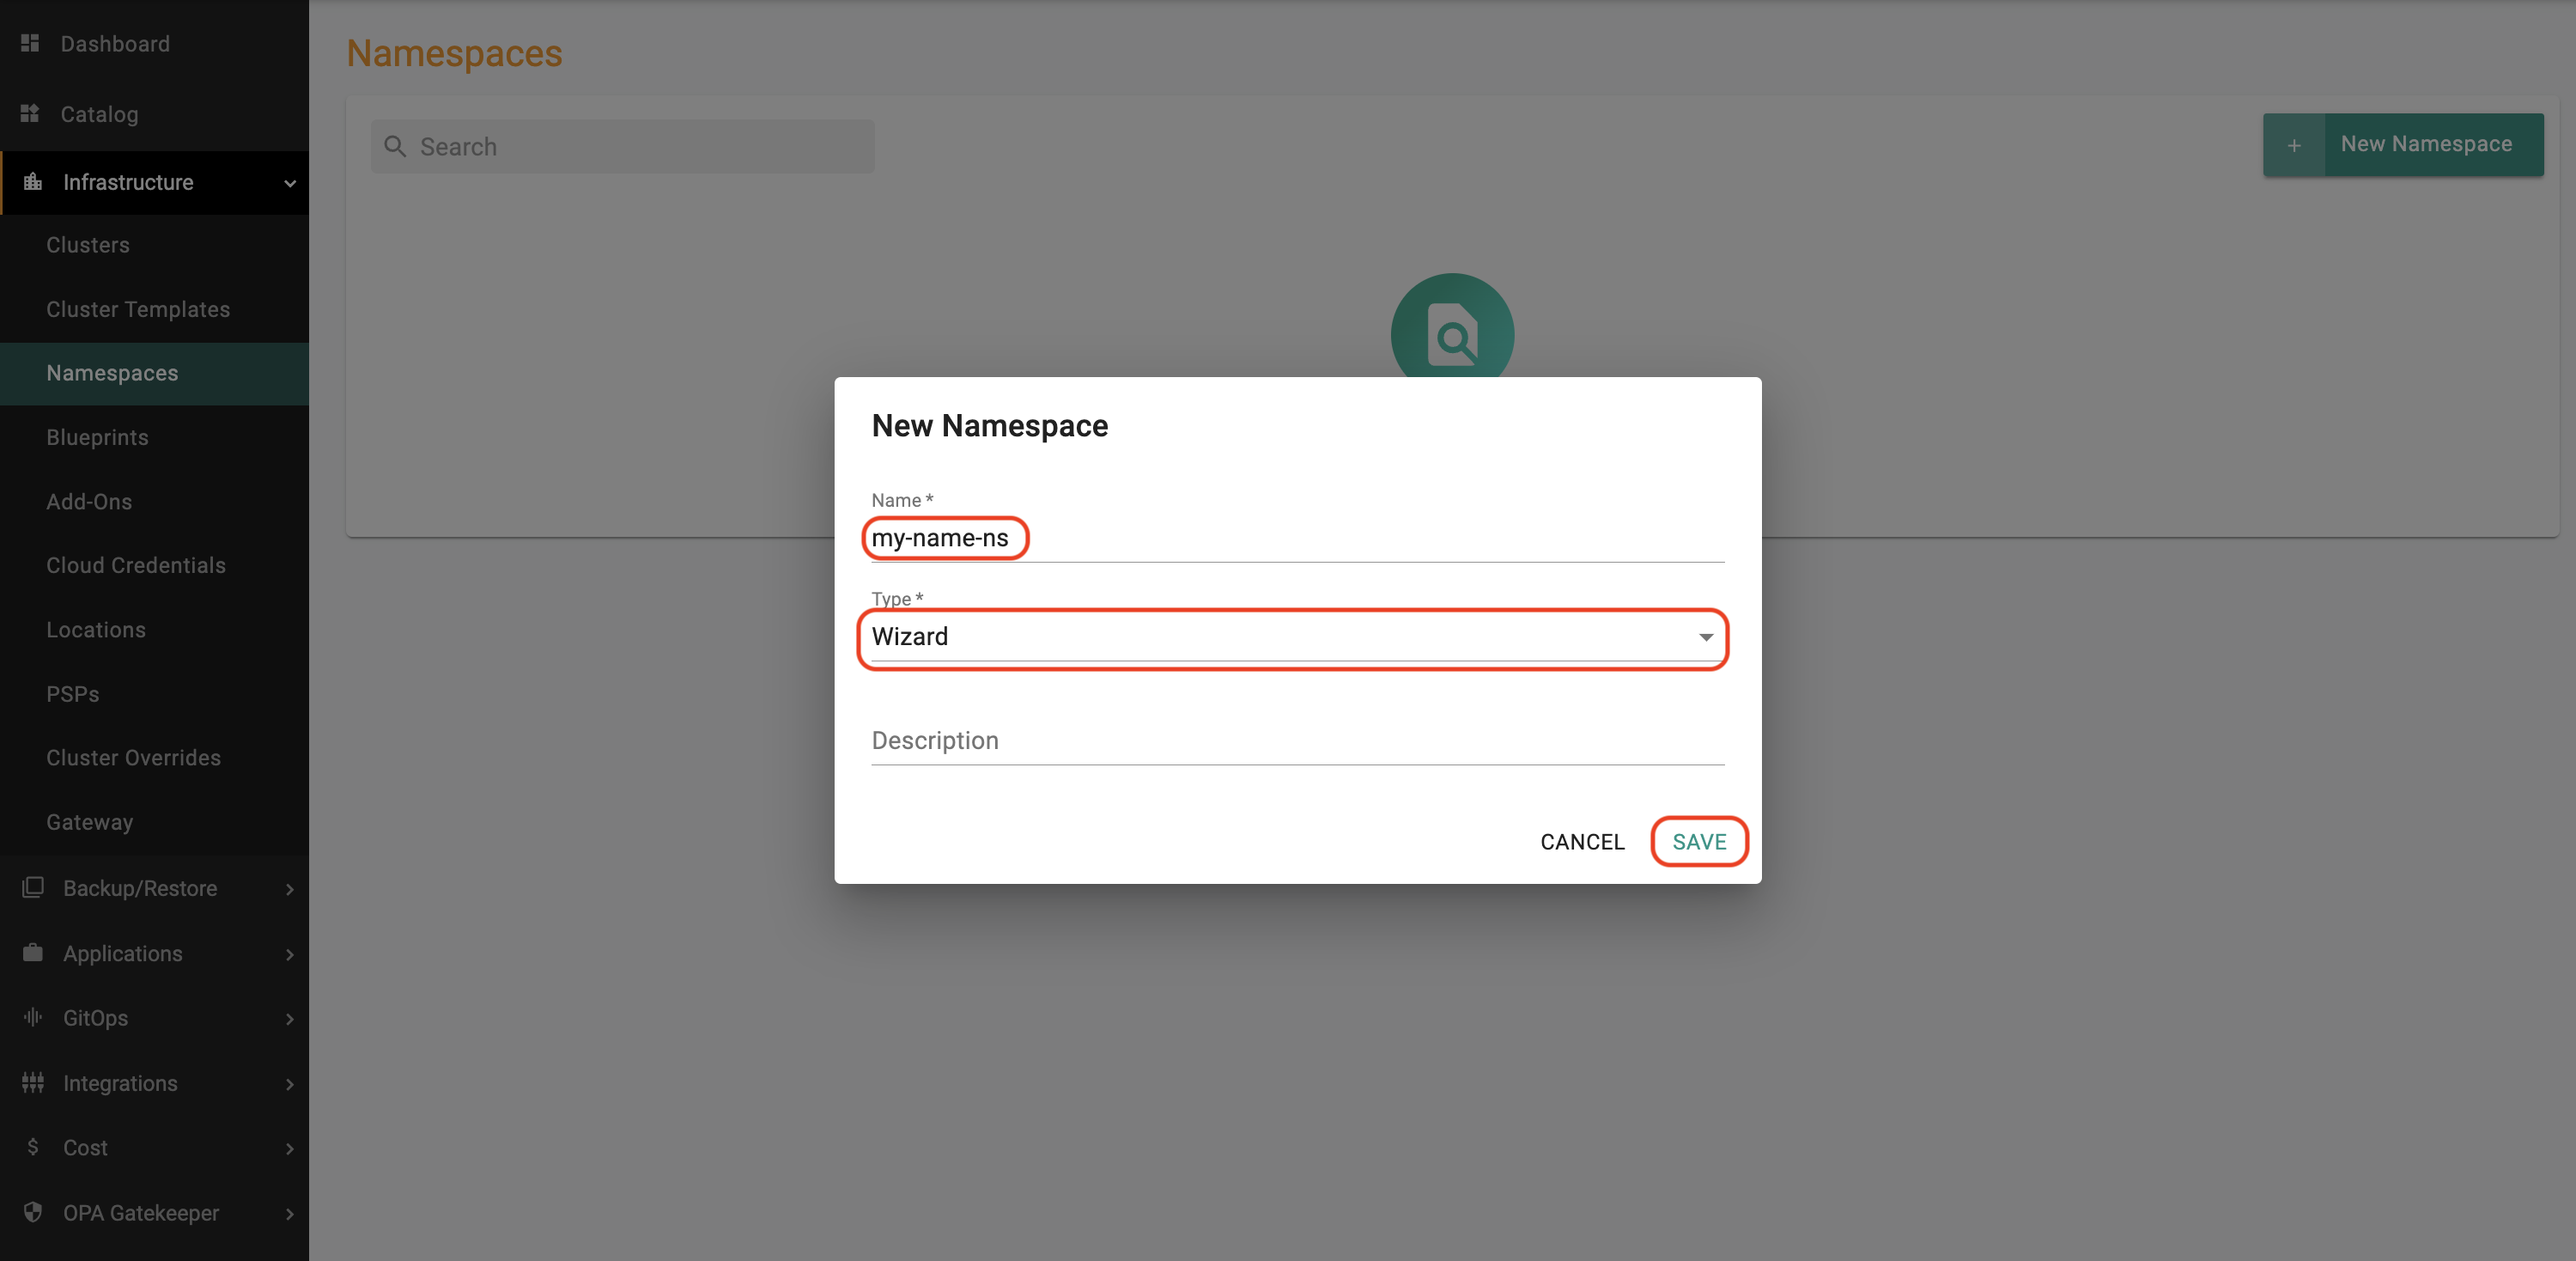 Dashboard
Catalog
Infrastructure
Clusters
Cluster Templates
Namespaces
Blueprints
Add-Ons
Cloud Credentials
Locations
PSPs
Cluster Overrides
Gateway
Backup/Restore
Applications
GitOps
Integrations
Cost
OPA Gatekeeper
Namespaces
Search
+ New Namespace
New Namespace
Name *
my-name-ns
Type *
Wizard
Description
CANCEL SAVE